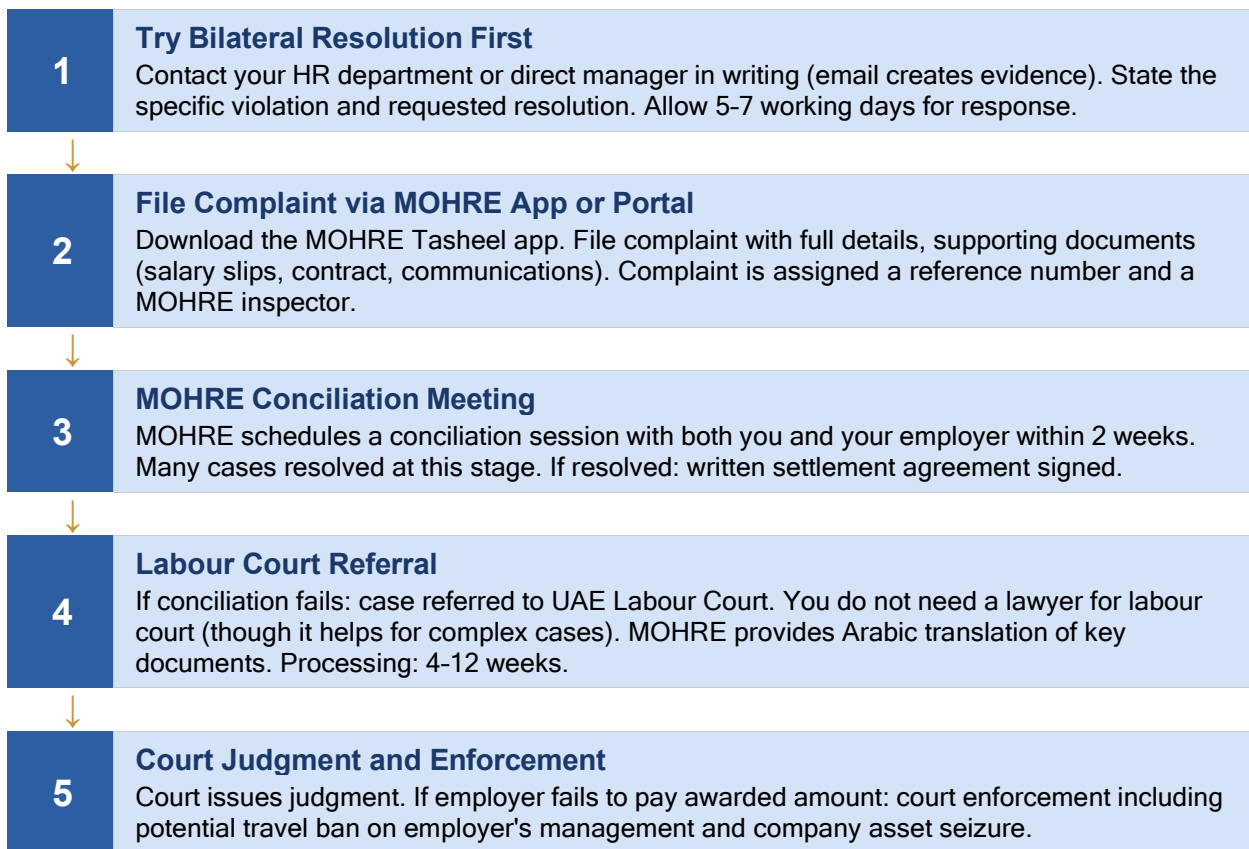 1
Try Bilateral Resolution First
Contact your HR department or direct manager in writing (email creates evidence). State the
specific violation and requested resolution. Allow 5-7 working days for response.
↓
2
File Complaint via MOHRE App or Portal
Download the MOHRE Tasheel app. File complaint with full details, supporting documents
(salary slips, contract, communications). Complaint is assigned a reference number and a
MOHRE inspector.
↓
3
MOHRE Conciliation Meeting
MOHRE schedules a conciliation session with both you and your employer within 2 weeks.
Many cases resolved at this stage. If resolved: written settlement agreement signed.
↓
4
Labour Court Referral
If conciliation fails: case referred to UAE Labour Court. You do not need a lawyer for labour
court (though it helps for complex cases). MOHRE provides Arabic translation of key
documents. Processing: 4-12 weeks.
↓
5
Court Judgment and Enforcement
Court issues judgment. If employer fails to pay awarded amount: court enforcement including
potential travel ban on employer's management and company asset seizure.